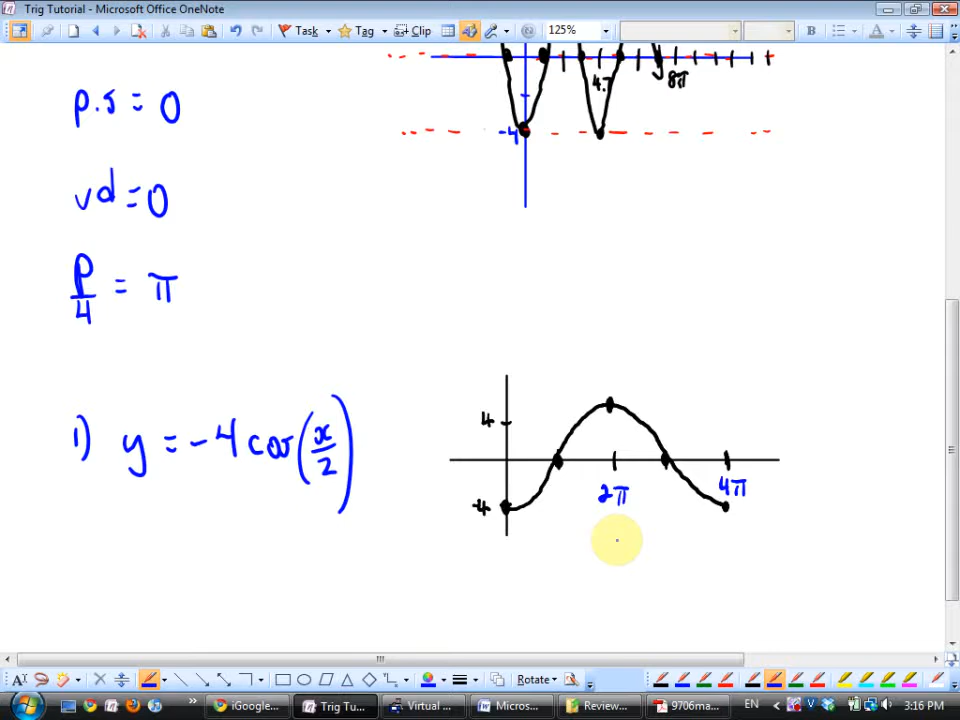 Trig Tutorial - Microsoft Office OneNote
Task
Tag
Clip
125%
p.s = 0
vd = 0
p/4 = π
-4
4π
8π
1) y = -4 cos(x/2)
4
-4
2π
4π
Rotate
iGoogle...
Trig Tu...
Virtual ...
Micros...
Review...
9706ma...
EN
3:16 PM